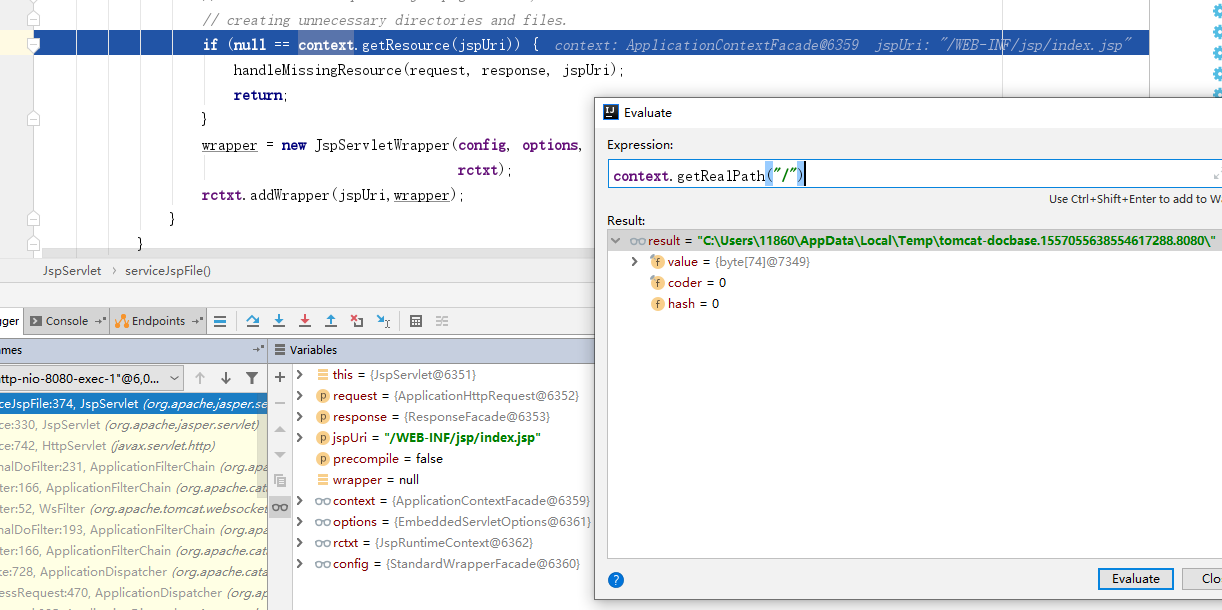 // creating unnecessary directories and files.
if (null == context.getResource(jspUri)) { context: ApplicationContextFacade@6359 jspUri: "/WEB-INF/jsp/index.jsp"
handleMissingResource(request, response, jspUri);
return;
}
wrapper = new JspServletWrapper(config, options,
rctxt);
rctxt.addWrapper(jspUri,wrapper);
}
}
JspServlet › serviceJspFile()
Evaluate
Expression:
context.getRealPath("/")
Use Ctrl+Shift+Enter to add to Wa
Result:
result = "C:\Users\11860\AppData\Local\Temp\tomcat-docbase.1557055638554617288.8080\"
value = {byte[74]@7349}
coder = 0
hash = 0
Evaluate
Clo
gger Console Endpoints
mes
Variables
ttp-nio-8080-exec-1"@6,0...
ceJspFile:374, JspServlet (org.apache.jasper.se
ce:330, JspServlet (org.apache.jasper.servlet)
ce:742, HttpServlet (javax.servlet.http)
nalDoFilter:231, ApplicationFilterChain (org.apa
ter:166, ApplicationFilterChain (org.apache.cat
ter:52, WsFilter (org.apache.tomcat.websocket
nalDoFilter:193, ApplicationFilterChain (org.apa
ter:166, ApplicationFilterChain (org.apache.cat
te:728, ApplicationDispatcher (org.apache.cata
essRequest:470, ApplicationDispatcher (org.apa
this = {JspServlet@6351}
request = {ApplicationHttpRequest@6352}
response = {ResponseFacade@6353}
jspUri = "/WEB-INF/jsp/index.jsp"
precompile = false
wrapper = null
context = {ApplicationContextFacade@6359}
options = {EmbeddedServletOptions@6361}
rctxt = {JspRuntimeContext@6362}
config = {StandardWrapperFacade@6360}